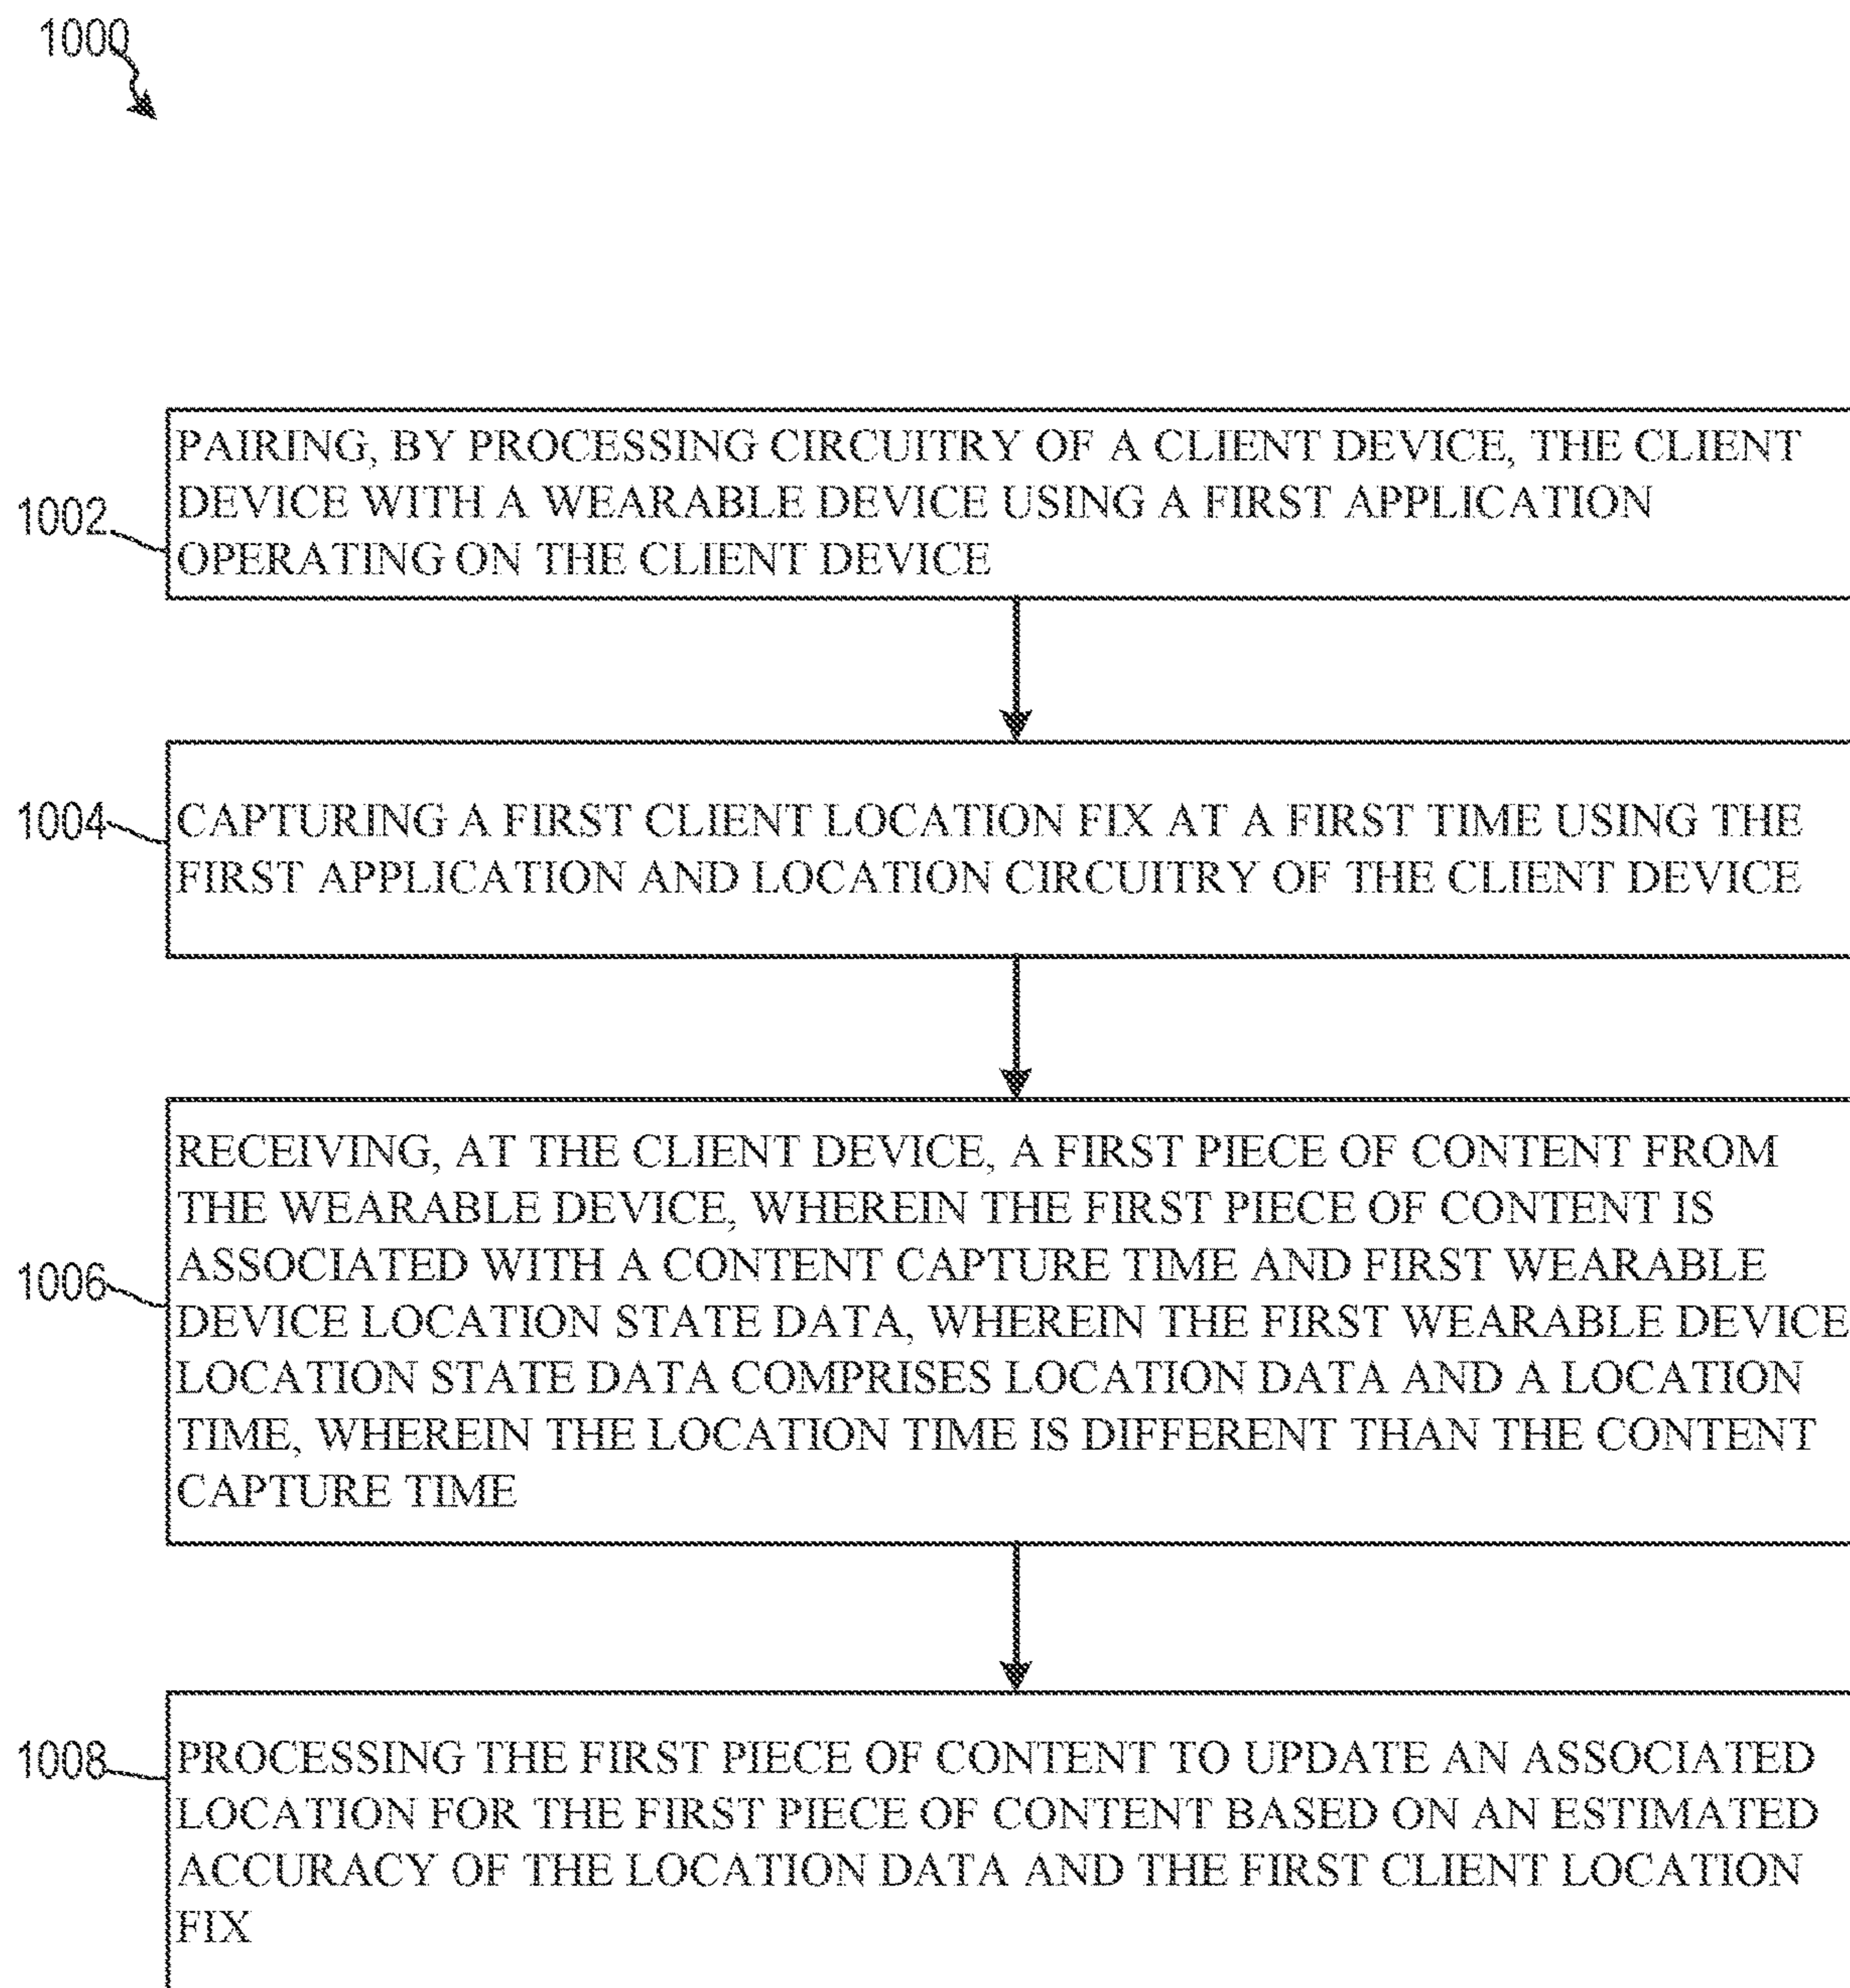 1000
PAIRING, BY PROCESSING CIRCUITRY OF A CLIENT DEVICE, THE CLIENT
DEVICE WITH A WEARABLE DEVICE USING A FIRST APPLICATION
OPERATING ON THE CLIENT DEVICE
1002
CAPTURING A FIRST CLIENT LOCATION FIX AT A FIRST TIME USING THE
FIRST APPLICATION AND LOCATION CIRCUITRY OF THE CLIENT DEVICE
1004
RECEIVING, AT THE CLIENT DEVICE, A FIRST PIECE OF CONTENT FROM
THE WEARABLE DEVICE, WHEREIN THE FIRST PIECE OF CONTENT IS
ASSOCIATED WITH A CONTENT CAPTURE TIME AND FIRST WEARABLE
DEVICE LOCATION STATE DATA, WHEREIN THE FIRST WEARABLE DEVICE
LOCATION STATE DATA COMPRISES LOCATION DATA AND A LOCATION
TIME, WHEREIN THE LOCATION TIME IS DIFFERENT THAN THE CONTENT
CAPTURE TIME
1006
PROCESSING THE FIRST PIECE OF CONTENT TO UPDATE AN ASSOCIATED
LOCATION FOR THE FIRST PIECE OF CONTENT BASED ON AN ESTIMATED
ACCURACY OF THE LOCATION DATA AND THE FIRST CLIENT LOCATION
FIX
1008